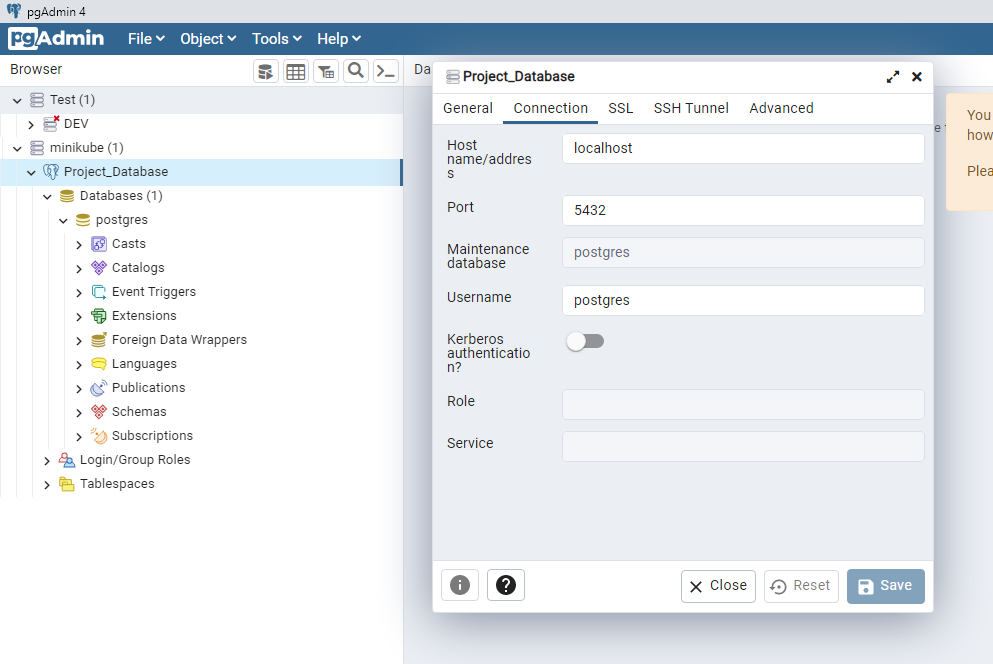 pgAdmin 4
pgAdmin File Object Tools Help
Browser
Da
Test (1)
DEV
minikube (1)
Project_Database
Databases (1)
postgres
Casts
Catalogs
Event Triggers
Extensions
Foreign Data Wrappers
Languages
Publications
Schemas
Subscriptions
Login/Group Roles
Tablespaces
Project_Database
General Connection SSL SSH Tunnel Advanced
Host
name/addres
s
localhost
Port
5432
Maintenance
database
postgres
Username
postgres
Kerberos
authenticatio
n?
Role
Service
Close Reset Save
You
how
Plea